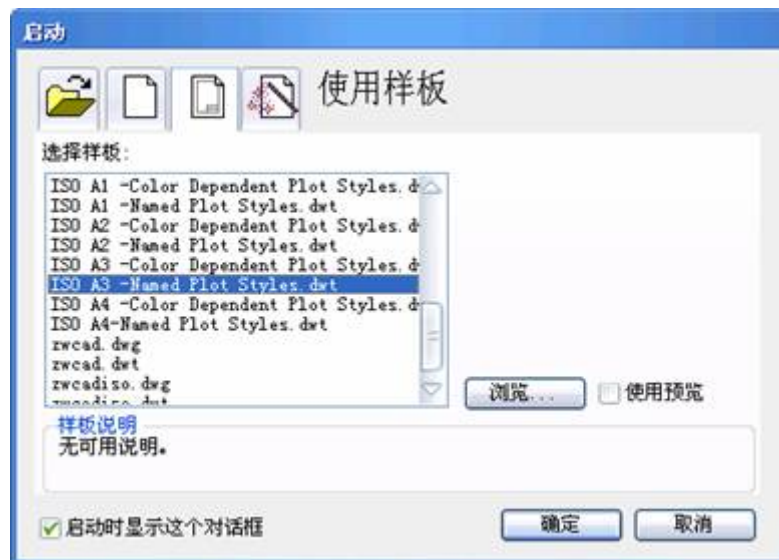 启动
使用样板
选择样板:
ISO A1 -Color Dependent Plot Styles.d
ISO A1 -Named Plot Styles.dwt
ISO A2 -Color Dependent Plot Styles.d
ISO A2 -Named Plot Styles.dwt
ISO A3 -Color Dependent Plot Styles.d
ISO A3 -Named Plot Styles.dwt
ISO A4 -Color Dependent Plot Styles.d
ISO A4-Named Plot Styles.dwt
zwcad.dwg
zwcad.dwt
zwcadiso.dwg
浏览... 使用预览
样板说明
无可用说明。
启动时显示这个对话框 确定 取消